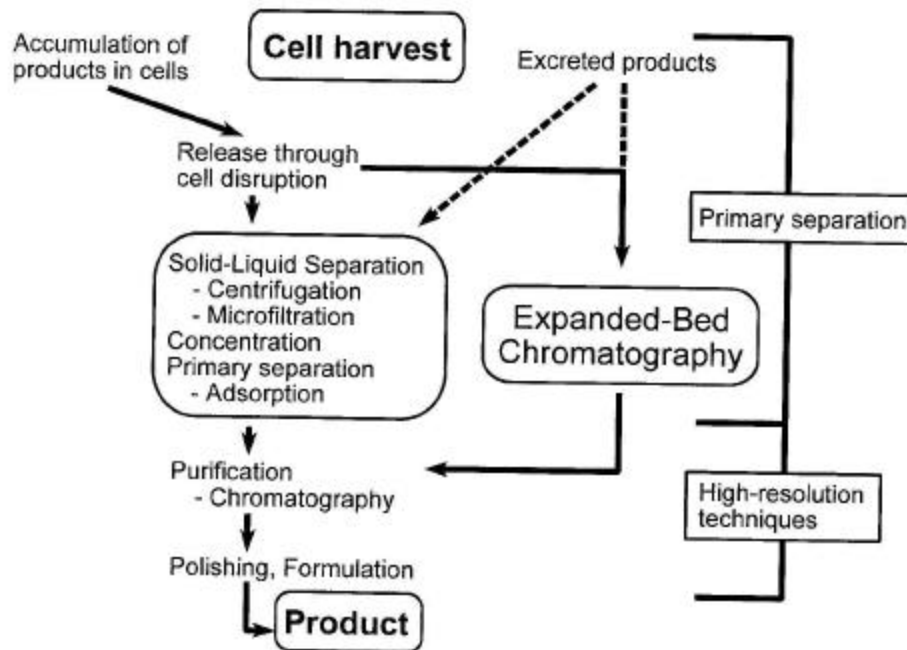 Accumulation of
products in cells
Cell harvest
Excreted products
Release through
cell disruption
Primary separation
Solid-Liquid Separation
- Centrifugation
- Microfiltration
Concentration
Primary separation
- Adsorption
Expanded-Bed
Chromatography
Purification
- Chromatography
High-resolution
techniques
Polishing, Formulation
Product